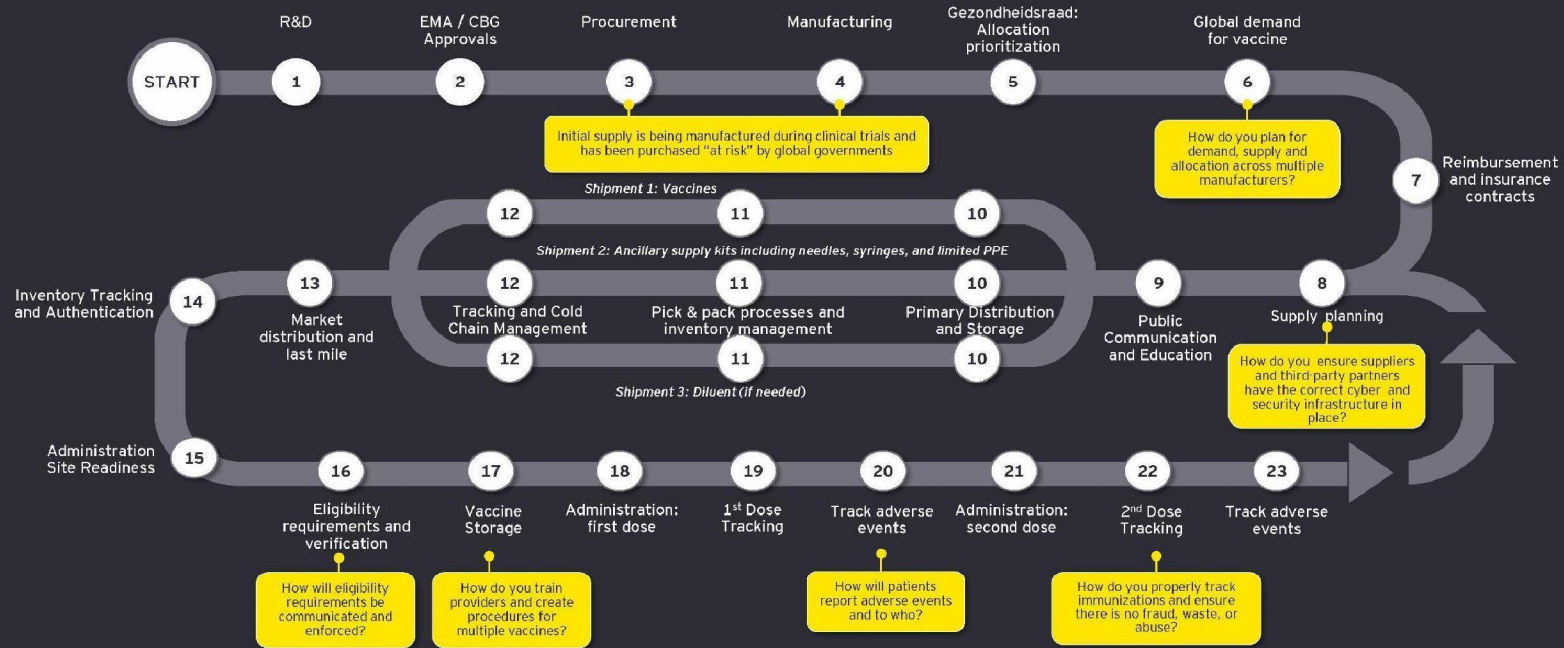 START
R&D
1
EMA / CBG
Approvals
2
Procurement
3
Manufacturing
4
Gezondheidsraad:
Allocation
prioritization
5
Global demand
for vaccine
6
Initial supply is being manufactured during clinical trials and
has been purchased "at risk" by global governments
How do you plan for
demand, supply and
allocation across multiple
manufacturers?
7
Reimbursement
and insurance
contracts
Shipment 1: Vaccines
12
11
10
Shipment 2: Ancillary supply kits including needles, syringes, and limited PPE
12
11
10
Tracking and Cold
Chain Management
Pick & pack processes and
inventory management
Primary Distribution
and Storage
12
11
10
Shipment 3: Diluent (if needed)
8
Supply planning
How do you ensure suppliers
and third-party partners
have the correct cyber and
security infrastructure in
place?
9
Public
Communication
and Education
13
Market
distribution and
last mile
14
Inventory Tracking
and Authentication
15
Administration
Site Readiness
16
Eligibility
requirements and
verification
How will eligibility
requirements be
communicated and
enforced?
17
Vaccine
Storage
How do you train
providers and create
procedures for
multiple vaccines?
18
Administration:
first dose
19
1st Dose
Tracking
20
Track adverse
events
How will patients
report adverse events
and to who?
21
Administration:
second dose
22
2nd Dose
Tracking
How do you properly track
immunizations and ensure
there is no fraud, waste, or
abuse?
23
Track adverse
events